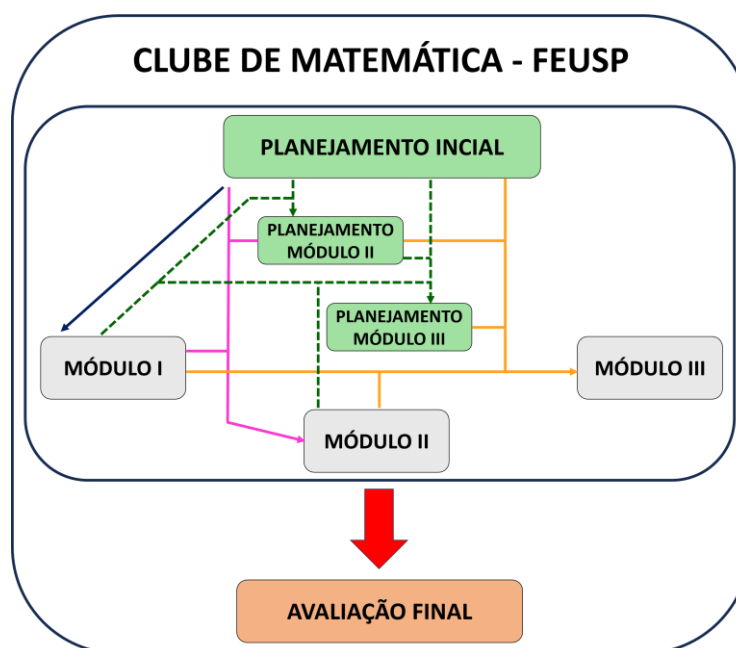 CLUBE DE MATEMÁTICA - FEUSP
PLANEJAMENTO INCIAL
PLANEJAMENTO
MÓDULO II
PLANEJAMENTO
MÓDULO III
MÓDULO I
MÓDULO III
MÓDULO II
AVALIAÇÃO FINAL